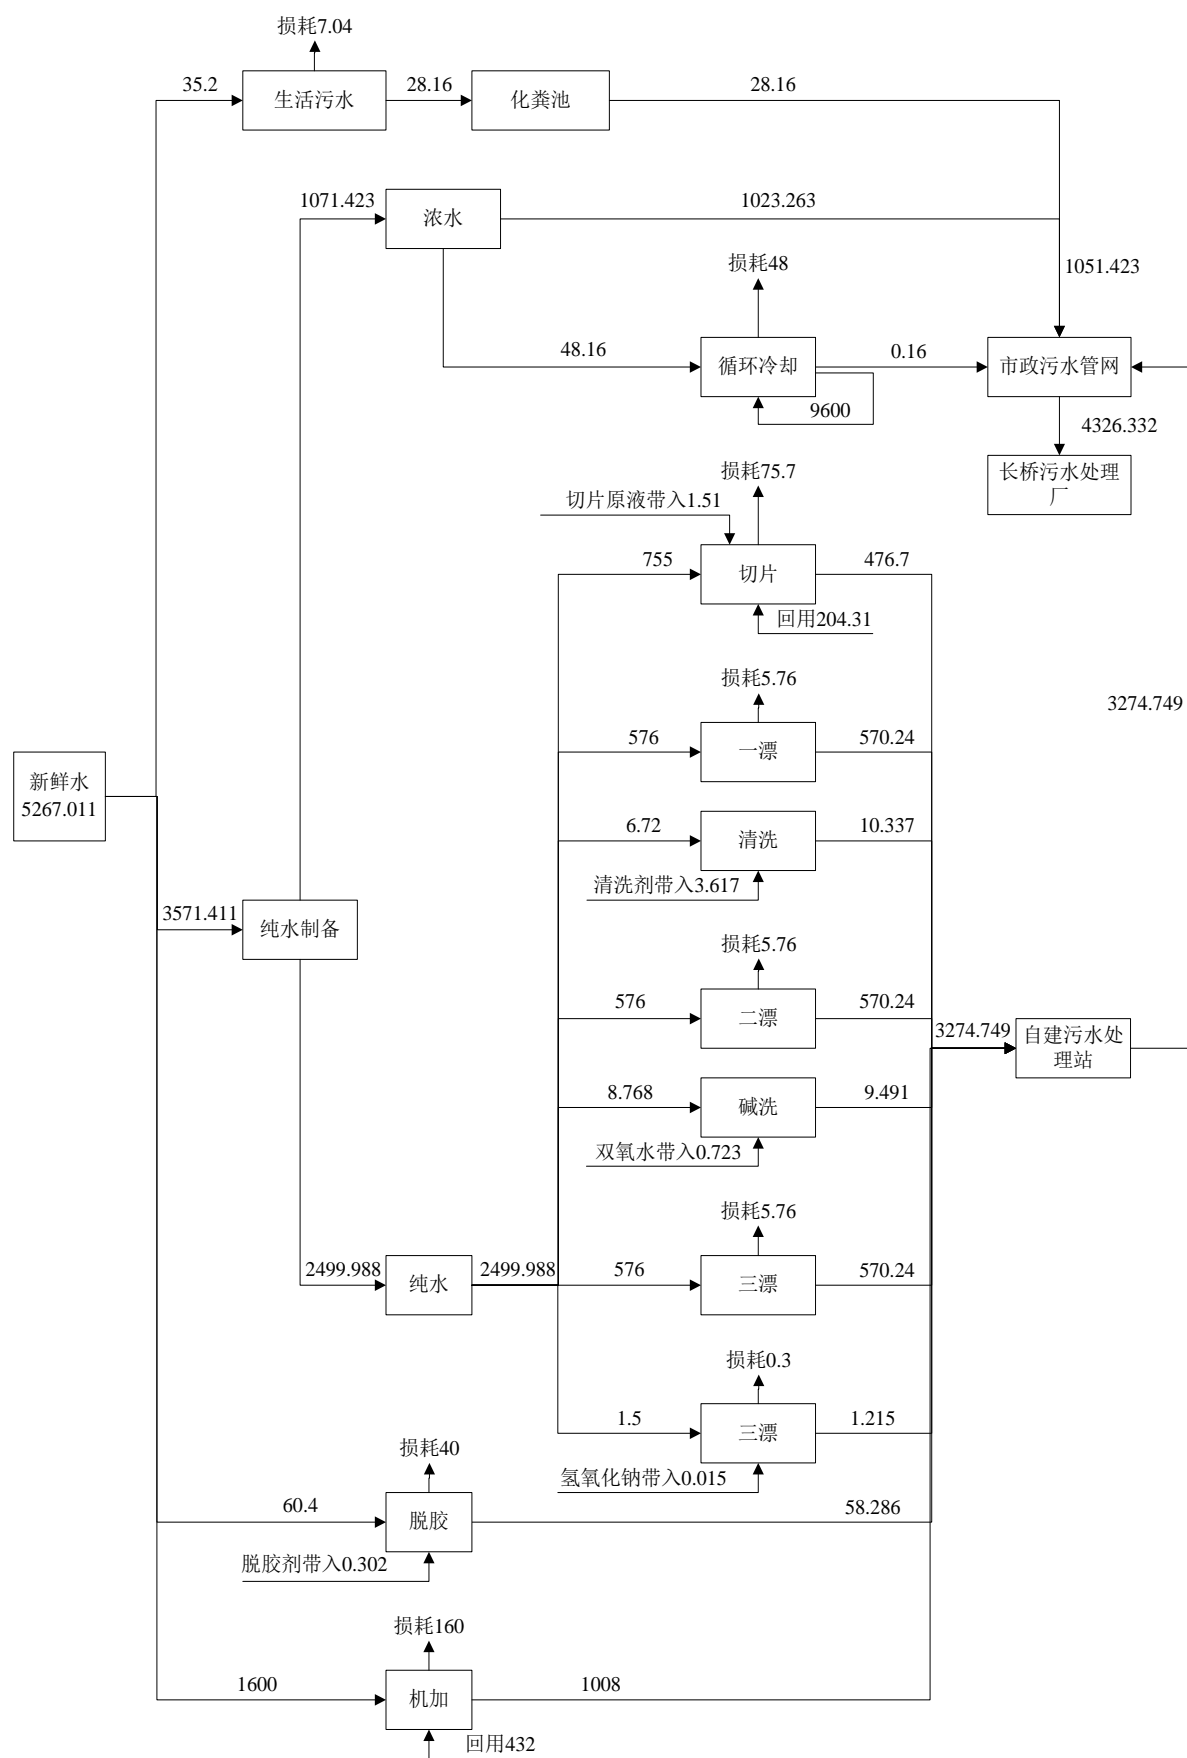 损耗7.04
35.2
生活污水
28.16
化粪池
28.16
1071.423
浓水
1023.263
损耗48
1051.423
48.16
循环冷却
0.16
市政污水管网
9600
4326.332
长桥污水处理
厂
损耗75.7
切片原液带入1.51
755
切片
476.7
回用204.31
损耗5.76
3274.749
576
一漂
570.24
新鲜水
5267.011
6.72
清洗
10.337
清洗剂带入3.617
3571.411
纯水制备
损耗5.76
576
二漂
570.24
3274.749
自建污水处
理站
8.768
碱洗
9.491
双氧水带入0.723
损耗5.76
2499.988
纯水
2499.988
576
三漂
570.24
损耗0.3
1.5
三漂
1.215
氢氧化钠带入0.015
损耗40
60.4
脱胶
58.286
脱胶剂带入0.302
损耗160
1600
机加
1008
回用432